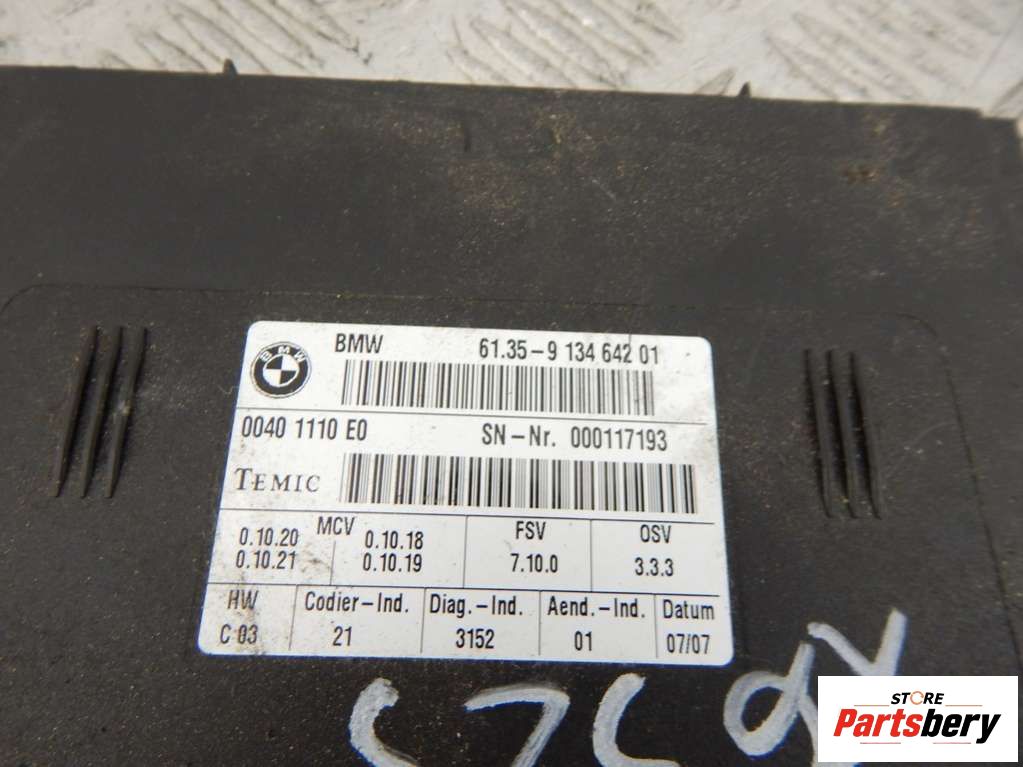 BMW 61.35-9 134 642 01
BMW
0040 1110 E0 SN-Nr. 000117193
TEMIC
MCV FSV OSV
0.10.20 0.10.18 7.10.0 3.3.3
0.10.21 0.10.19
HW Codier-Ind. Diag.-Ind. Aend.-Ind. Datum
C 03 21 3152 01 07/07
STORE
Partsbery